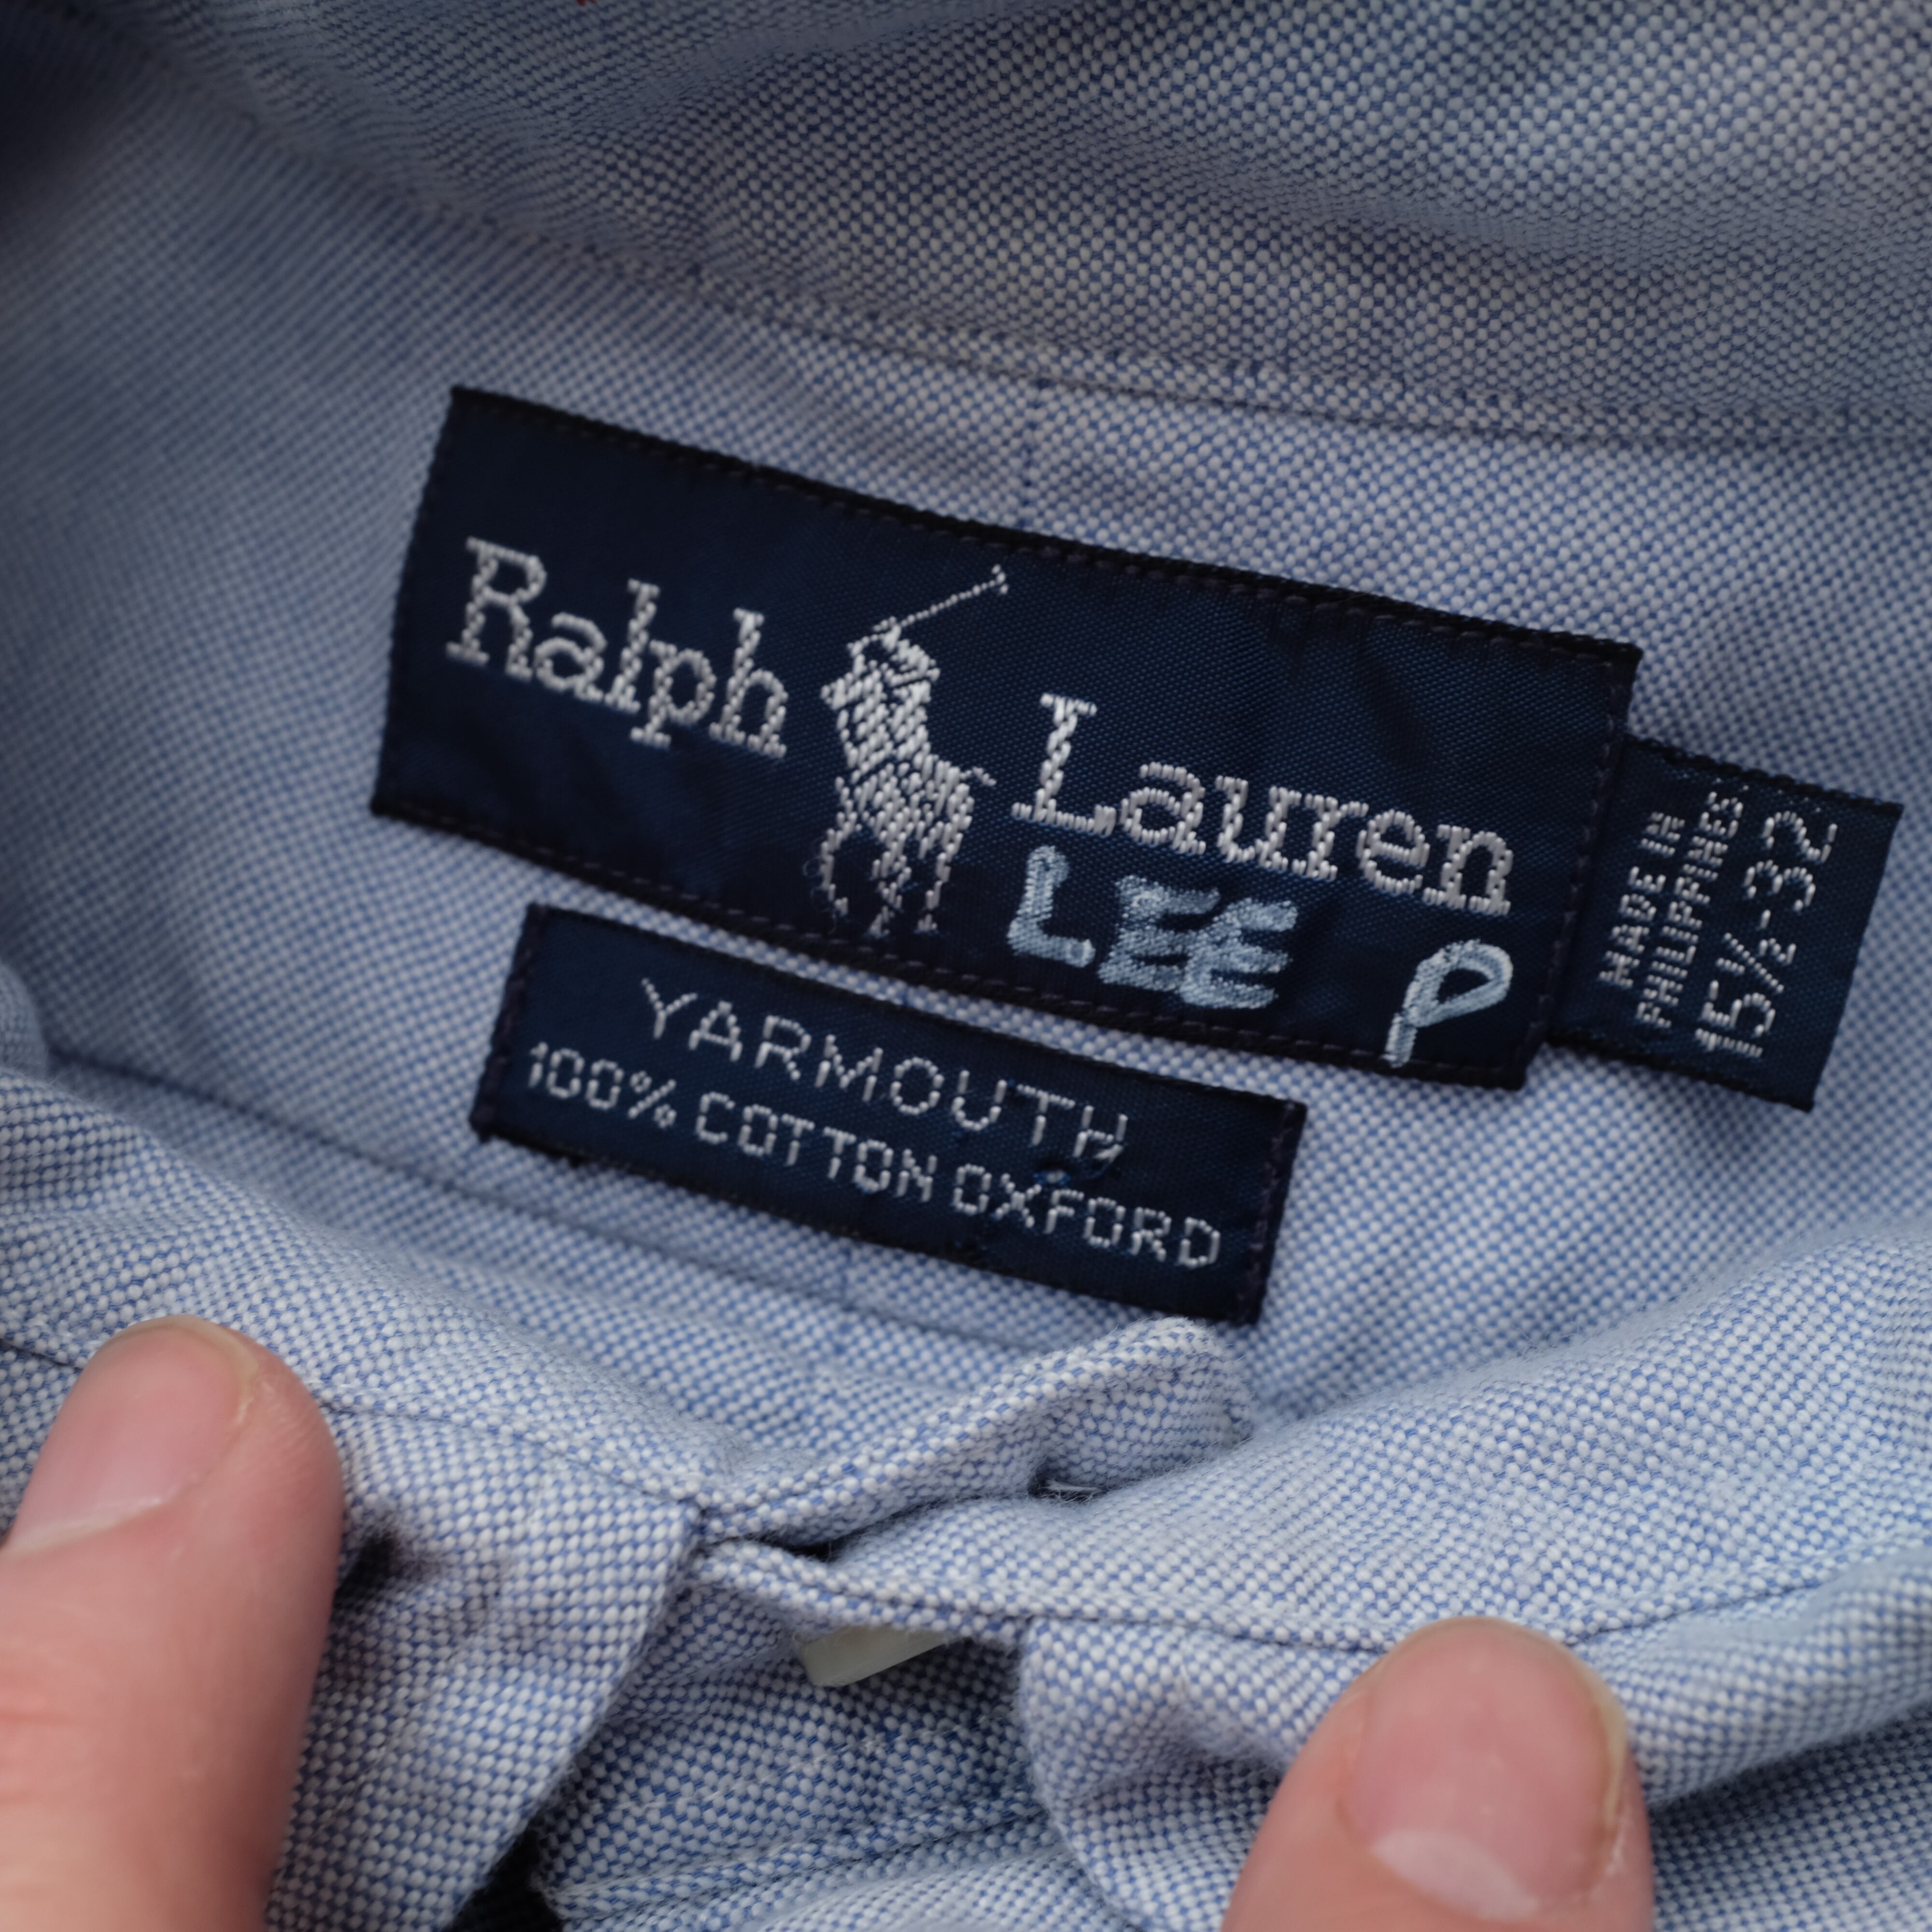 Ralph Lauren
LEE P
MADE IN
PHILIPPINES
15½-32
YARMOUTH
100% COTTON OXFORD